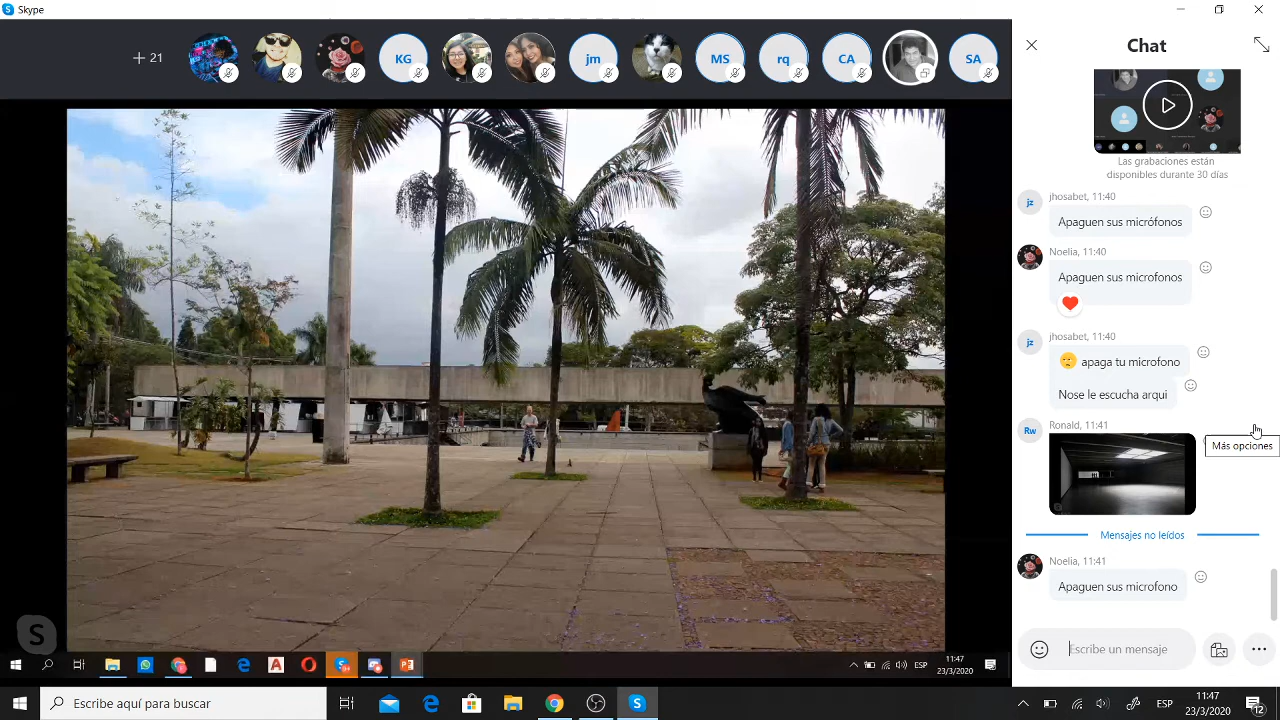 Skype
+ 21
KG
jm
MS
rq
CA
SA
Chat
Las grabaciones están
disponibles durante 30 días
jz
jhosabet, 11:40
Apaguen sus micrófonos
Noelia, 11:40
Apaguen sus microfonos
jz
jhosabet, 11:40
apaga tu microfono
Nose le escucha arqui
Rw
Ronald, 11:41
Más opciones
Mensajes no leídos
Noelia, 11:41
Apaguen sus microfono
Escribe un mensaje
ESP
11:47
23/3/2020
Escribe aquí para buscar
ESP
11:47
23/3/2020
12